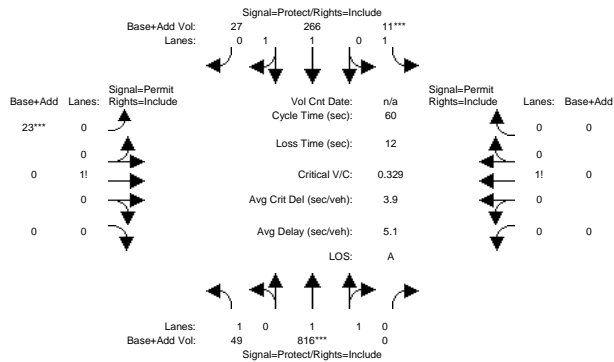 Signal=Protect/Rights=Include
Base+Add Vol: 27 266 11***
Lanes: 0 1 1 0 1
Signal=Permit Signal=Permit
Base+Add Lanes: Rights=Include Vol Cnt Date: n/a Rights=Include Lanes: Base+Add
Cycle Time (sec): 60
23*** 0 0 0
Loss Time (sec): 12
0 0
0 1! Critical V/C: 0.329 1! 0
0 Avg Crit Del (sec/veh): 3.9 0
0 0 Avg Delay (sec/veh): 5.1 0 0
LOS: A
Lanes: 1 0 1 1 0
Base+Add Vol: 49 816*** 0
Signal=Protect/Rights=Include